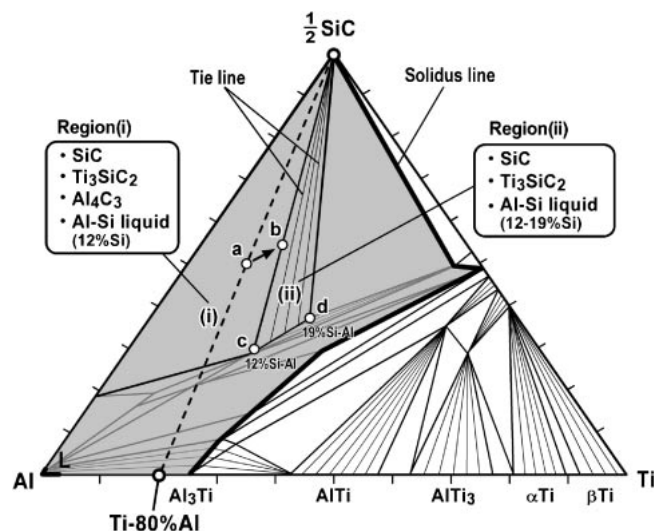 ½SiC
Tie line
Solidus line
Region(i)
• SiC
• Ti₃SiC₂
• Al₄C₃
• Al-Si liquid
(12%Si)
Region(ii)
• SiC
• Ti₃SiC₂
• Al-Si liquid
(12-19%Si)
a
b
(i)
(ii)
c
d
12%Si-Al
19%Si-Al
L
Al
Ti
Al₃Ti
AlTi
AlTi₃
αTi
βTi
Ti-80%Al